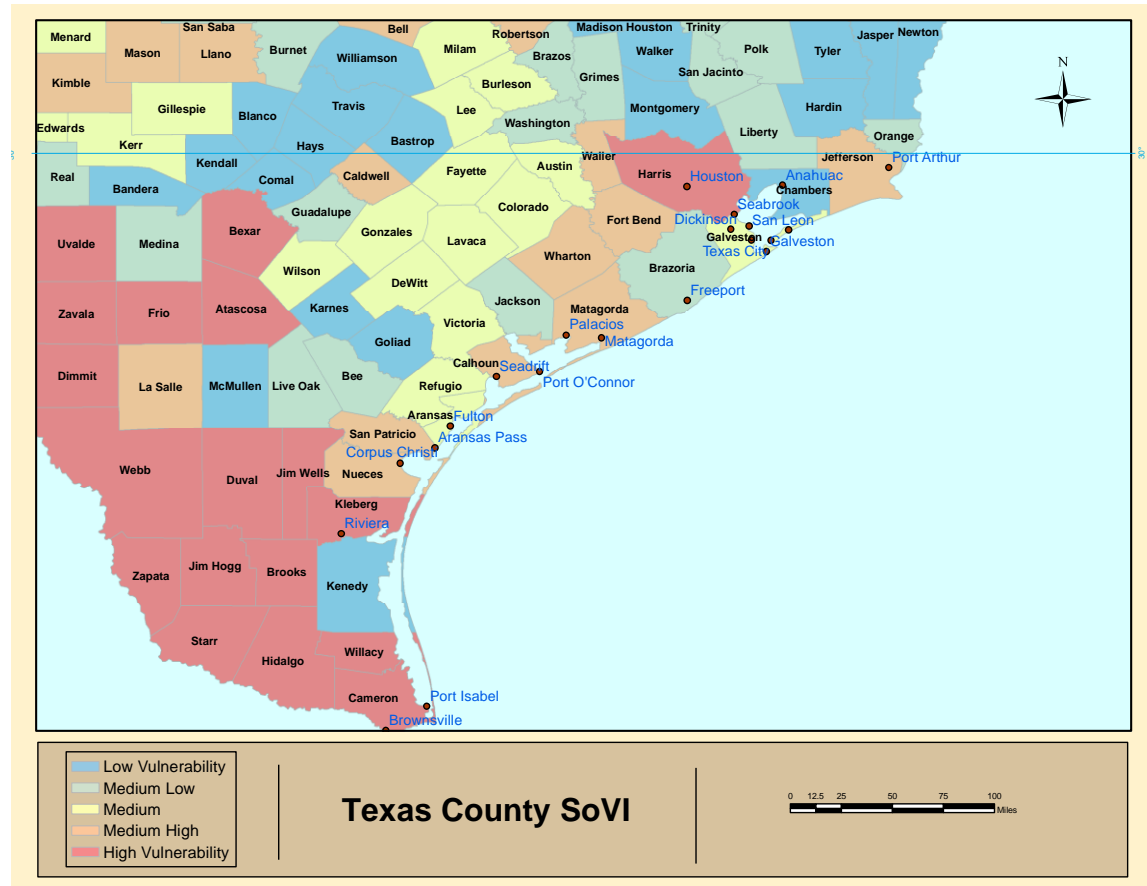 San Saba
Bell
Robertson
Madison
Houston
Trinity
Jasper
Newton
Menard
Mason
Llano
Burnet
Williamson
Milam
Brazos
Walker
Polk
Tyler
Kimble
Grimes
San Jacinto
Burleson
Gillespie
Blanco
Travis
Lee
Montgomery
Hardin
Edwards
Kerr
Hays
Bastrop
Washington
Liberty
Orange
30°
Real
Bandera
Kendall
Comal
Caldwell
Fayette
Austin
Waller
Harris
Houston
Anahuac
Chambers
Jefferson
Port Arthur
Guadalupe
Colorado
Fort Bend
Seabrook
Dickinson
San Leon
Galveston
Texas City
Galveston
Uvalde
Medina
Bexar
Gonzales
Lavaca
Wharton
Wilson
DeWitt
Brazoria
Freeport
Zavala
Frio
Atascosa
Karnes
Jackson
Matagorda
Victoria
Palacios
Matagorda
Goliad
Calhoun
Seadrift
Port O'Connor
Dimmit
La Salle
McMullen
Live Oak
Bee
Refugio
Aransas
Fulton
San Patricio
Aransas Pass
Corpus Christi
Nueces
Webb
Duval
Jim Wells
Kleberg
Riviera
Zapata
Jim Hogg
Brooks
Kenedy
Starr
Hidalgo
Willacy
Cameron
Port Isabel
Brownsville
N
Low Vulnerability
Medium Low
Medium
Medium High
High Vulnerability
Texas County SoVI
0 12.5 25 50 75 100
Miles